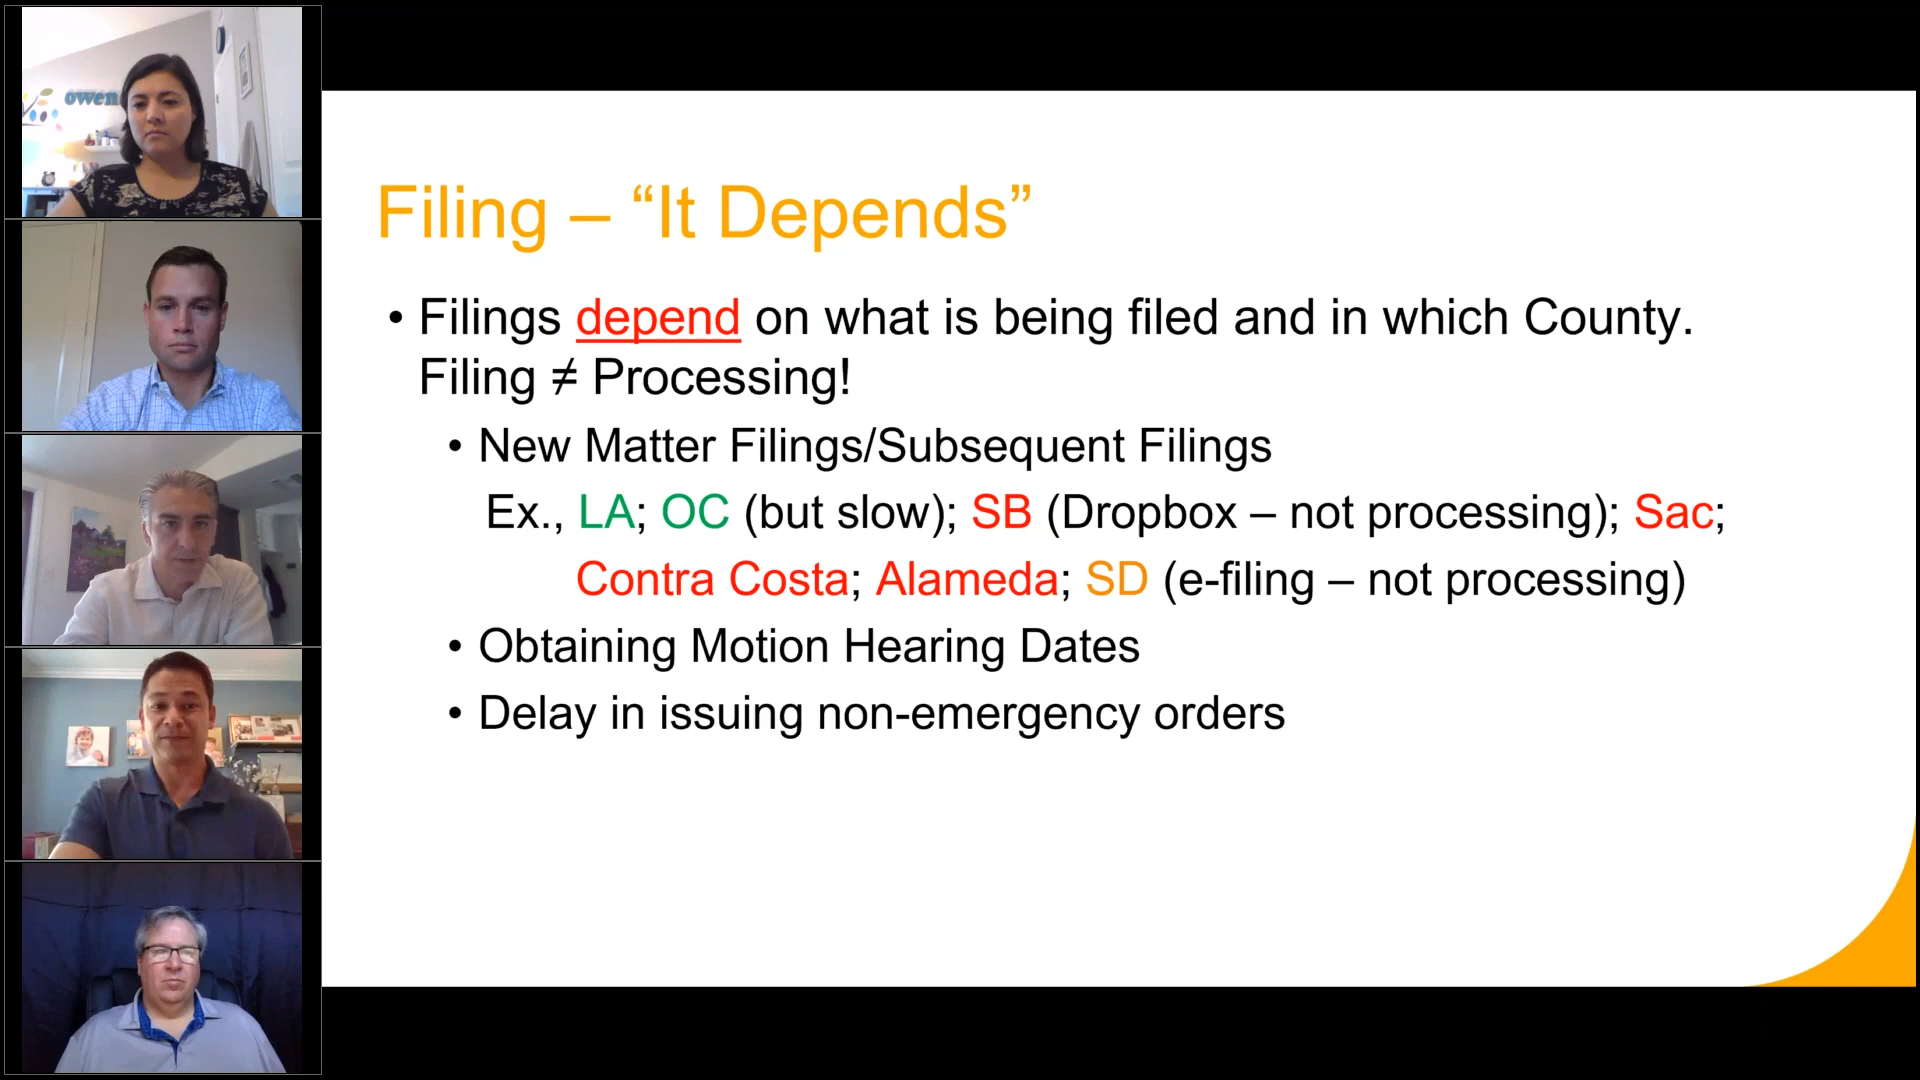 owen
Filing – “It Depends”
• Filings depend on what is being filed and in which County.
Filing ≠ Processing!
• New Matter Filings/Subsequent Filings
Ex., LA; OC (but slow); SB (Dropbox – not processing); Sac;
Contra Costa; Alameda; SD (e-filing – not processing)
• Obtaining Motion Hearing Dates
• Delay in issuing non-emergency orders